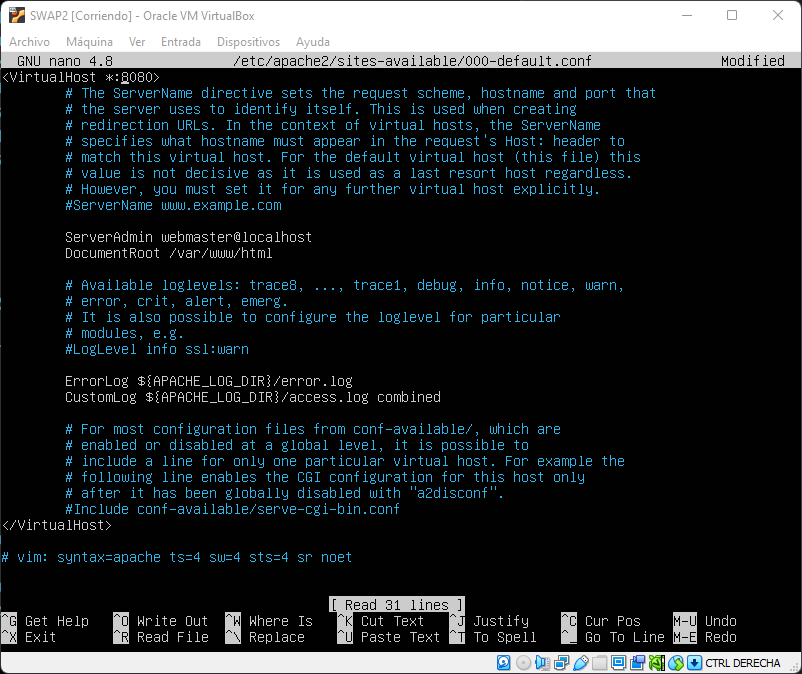 SWAP2 [Corriendo] - Oracle VM VirtualBox
Archivo Máquina Ver Entrada Dispositivos Ayuda
GNU nano 4.8 /etc/apache2/sites-available/000-default.conf Modified
<VirtualHost *:8080>
# The ServerName directive sets the request scheme, hostname and port that
# the server uses to identify itself. This is used when creating
# redirection URLs. In the context of virtual hosts, the ServerName
# specifies what hostname must appear in the request's Host: header to
# match this virtual host. For the default virtual host (this file) this
# value is not decisive as it is used as a last resort host regardless.
# However, you must set it for any further virtual host explicitly.
#ServerName www.example.com
ServerAdmin webmaster@localhost
DocumentRoot /var/www/html
# Available loglevels: trace8, ..., trace1, debug, info, notice, warn,
# error, crit, alert, emerg.
# It is also possible to configure the loglevel for particular
# modules, e.g.
#LogLevel info ssl:warn
ErrorLog ${APACHE_LOG_DIR}/error.log
CustomLog ${APACHE_LOG_DIR}/access.log combined
# For most configuration files from conf-available/, which are
# enabled or disabled at a global level, it is possible to
# include a line for only one particular virtual host. For example the
# following line enables the CGI configuration for this host only
# after it has been globally disabled with "a2disconf".
#Include conf-available/serve-cgi-bin.conf
</VirtualHost>
# vim: syntax=apache ts=4 sw=4 sts=4 sr noet
[ Read 31 lines ]
^G Get Help ^O Write Out ^W Where Is ^K Cut Text ^J Justify ^C Cur Pos M-U Undo
^X Exit ^R Read File ^\ Replace ^U Paste Text ^T To Spell ^_ Go To Line M-E Redo
CTRL DERECHA